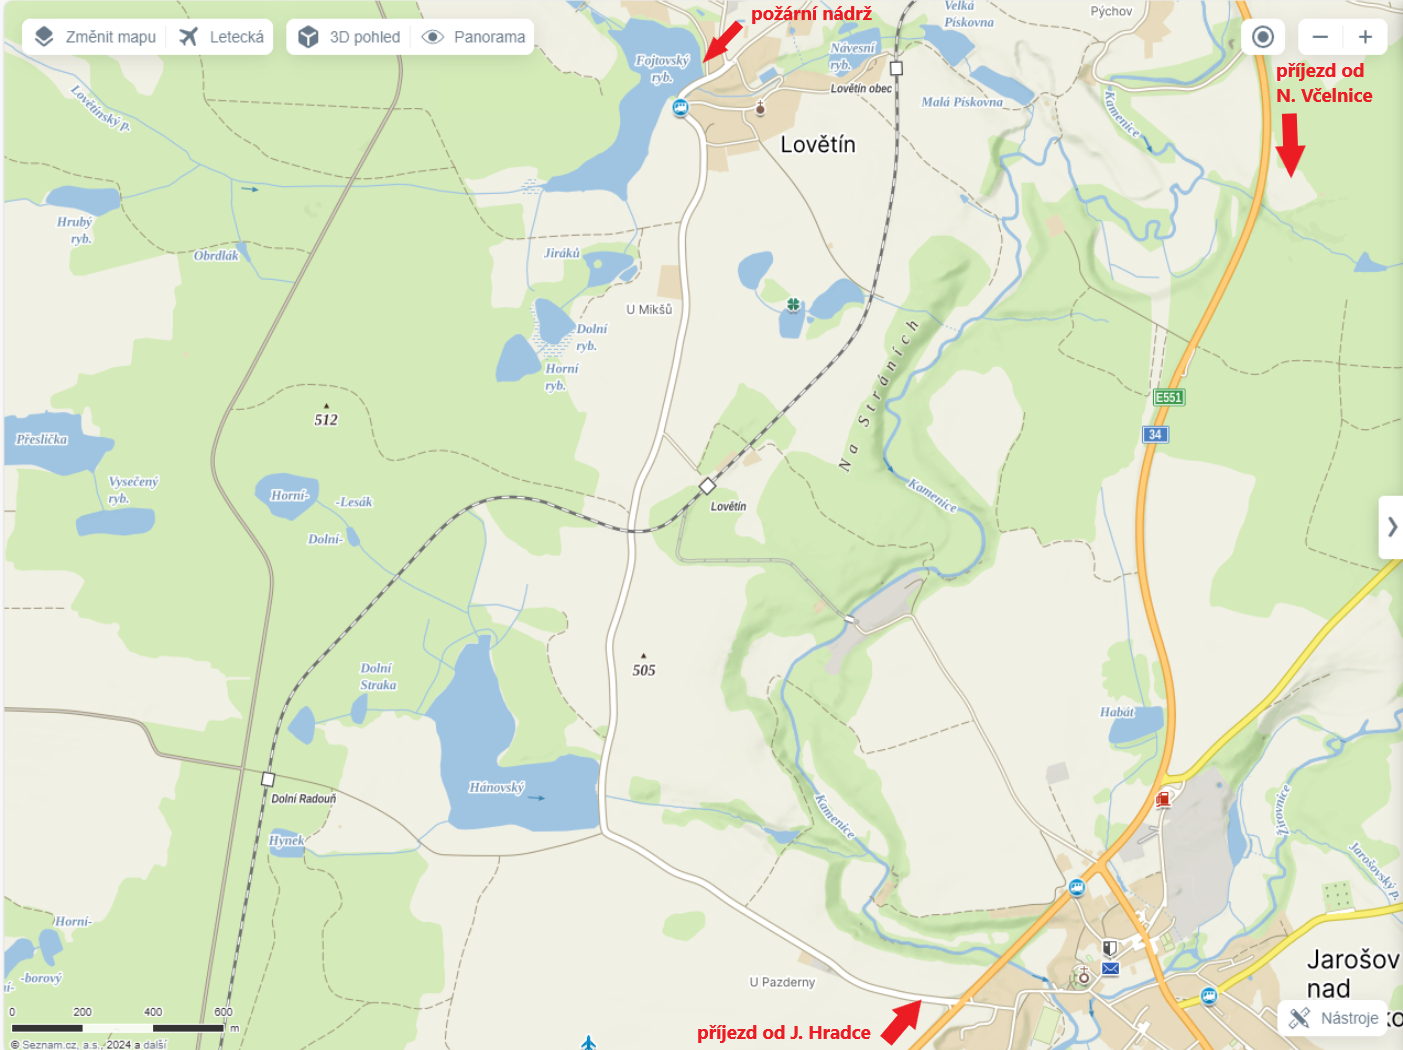 Změnit mapu
Letecká
3D pohled
Panorama
požární nádrž
Velká
Pískovna
Pýchov
příjezd od
N. Včelnice
Fojtovský
ryb.
Návesní
ryb.
Lovětín obec
Malá Pískovna
Kamenice
Lovětínský p.
Lovětín
Hrubý
ryb.
Obrdlák
Jiráků
U Mikšů
Dolní
ryb.
Horní
ryb.
Na Stráních
E551
34
512
Přeslička
Vysečený
ryb.
Horní-
-Lesák
Dolní-
Lovětín
Kamenice
505
Dolní
Straka
Habát
Hánovský
Dolní Radouň
Kamenice
Žirovnice
Hynek
Jarošovský p.
Horní-
-borový
Jarošov
nad
U Pazderny
příjezd od J. Hradce
Nástroje
0 200 400 600 m
© Seznam.cz, a.s., 2024 a další